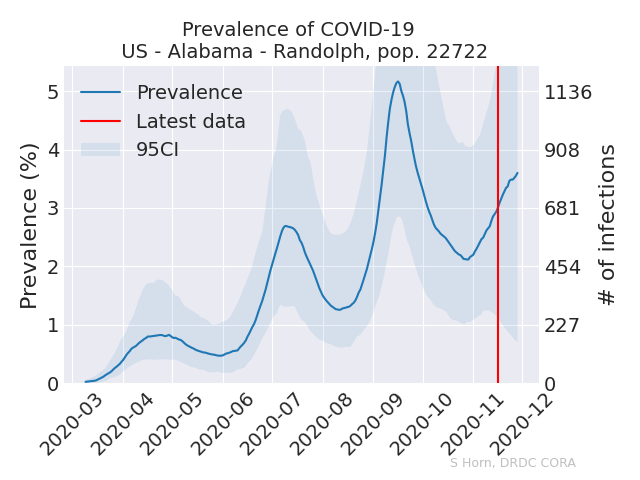 Prevalence of COVID-19
US - Alabama - Randolph, pop. 22722
Prevalence
Latest data
95CI
Prevalence (%)
5
4
3
2
1
0
1136
908
681
454
227
0
# of infections
2020-03
2020-04
2020-05
2020-06
2020-07
2020-08
2020-09
2020-10
2020-11
2020-12
S Horn, DRDC CORA